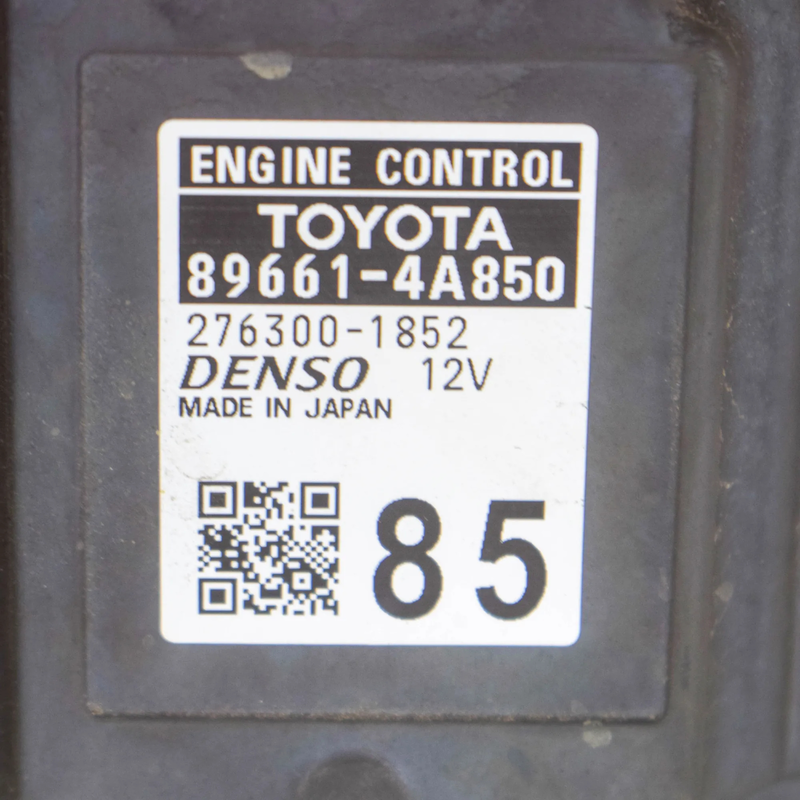 ENGINE CONTROL
TOYOTA
89661-4A850
276300-1852
DENSO 12V
MADE IN JAPAN
85